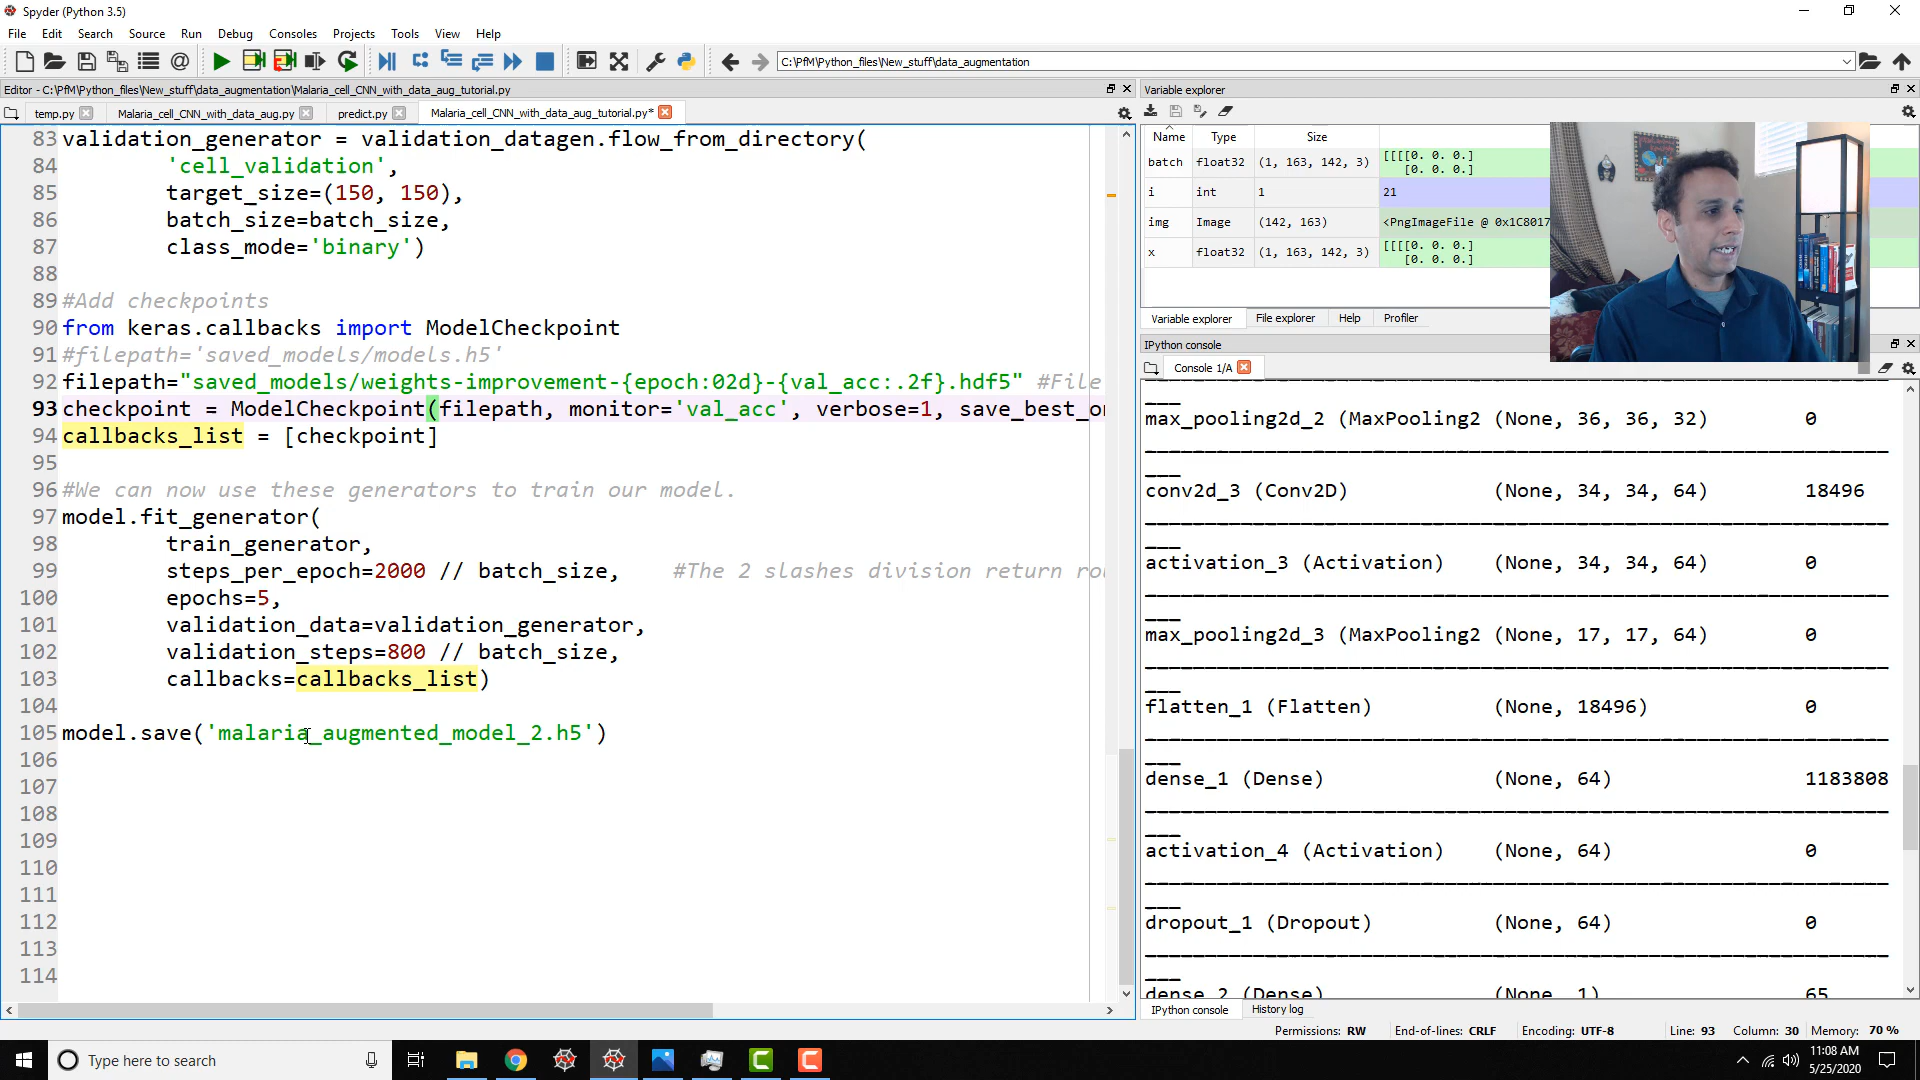 Spyder (Python 3.5)
File Edit Search Source Run Debug Consoles Projects Tools View Help
C:\PfM\Python_files\New_stuff\data_augmentation
Editor - C:\PfM\Python_files\New_stuff\data_augmentation\Malaria_cell_CNN_with_data_aug_tutorial.py
temp.py Malaria_cell_CNN_with_data_aug.py predict.py Malaria_cell_CNN_with_data_aug_tutorial.py*
83 validation_generator = validation_datagen.flow_from_directory(
84 'cell_validation',
85 target_size=(150, 150),
86 batch_size=batch_size,
87 class_mode='binary')
88
89 #Add checkpoints
90 from keras.callbacks import ModelCheckpoint
91 #filepath='saved_models/models.h5'
92 filepath="saved_models/weights-improvement-{epoch:02d}-{val_acc:.2f}.hdf5" #File
93 checkpoint = ModelCheckpoint(filepath, monitor='val_acc', verbose=1, save_best_o
94 callbacks_list = [checkpoint]
95
96 #We can now use these generators to train our model.
97 model.fit_generator(
98 train_generator,
99 steps_per_epoch=2000 // batch_size, #The 2 slashes division return ro
100 epochs=5,
101 validation_data=validation_generator,
102 validation_steps=800 // batch_size,
103 callbacks=callbacks_list)
104
105 model.save('malaria_augmented_model_2.h5')
106
107
108
109
110
111
112
113
114
Variable explorer
Name Type Size
batch float32 (1, 163, 142, 3) [[[[0. 0. 0.]
[0. 0. 0.]
i int 1 21
img Image (142, 163) <PngImageFile @ 0x1C8017
x float32 (1, 163, 142, 3) [[[[0. 0. 0.]
[0. 0. 0.]
Variable explorer File explorer Help Profiler
IPython console
Console 1/A
___
max_pooling2d_2 (MaxPooling2 (None, 36, 36, 32) 0
___
conv2d_3 (Conv2D) (None, 34, 34, 64) 18496
___
activation_3 (Activation) (None, 34, 34, 64) 0
___
max_pooling2d_3 (MaxPooling2 (None, 17, 17, 64) 0
___
flatten_1 (Flatten) (None, 18496) 0
___
dense_1 (Dense) (None, 64) 1183808
___
activation_4 (Activation) (None, 64) 0
___
dropout_1 (Dropout) (None, 64) 0
___
dense_2 (Dense) (None, 1) 65
IPython console History log
Permissions: RW End-of-lines: CRLF Encoding: UTF-8 Line: 93 Column: 30 Memory: 70 %
Type here to search
11:08 AM
5/25/2020